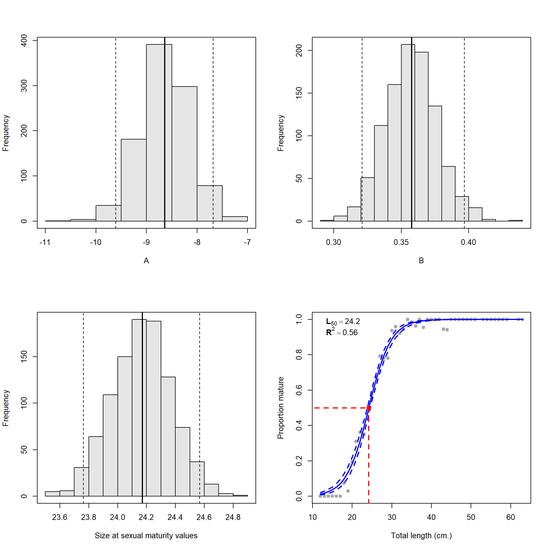 Frequency
0 100 200 300 400
-11 -10 -9 -8 -7
A
Frequency
0 50 100 150 200
0.30 0.35 0.40
B
Frequency
0 50 100 150
23.6 23.8 24.0 24.2 24.4 24.6 24.8
Size at sexual maturity values
Proportion mature
0.0 0.2 0.4 0.6 0.8 1.0
L50 = 24.2
R2 = 0.56
10 20 30 40 50 60
Total length (cm.)